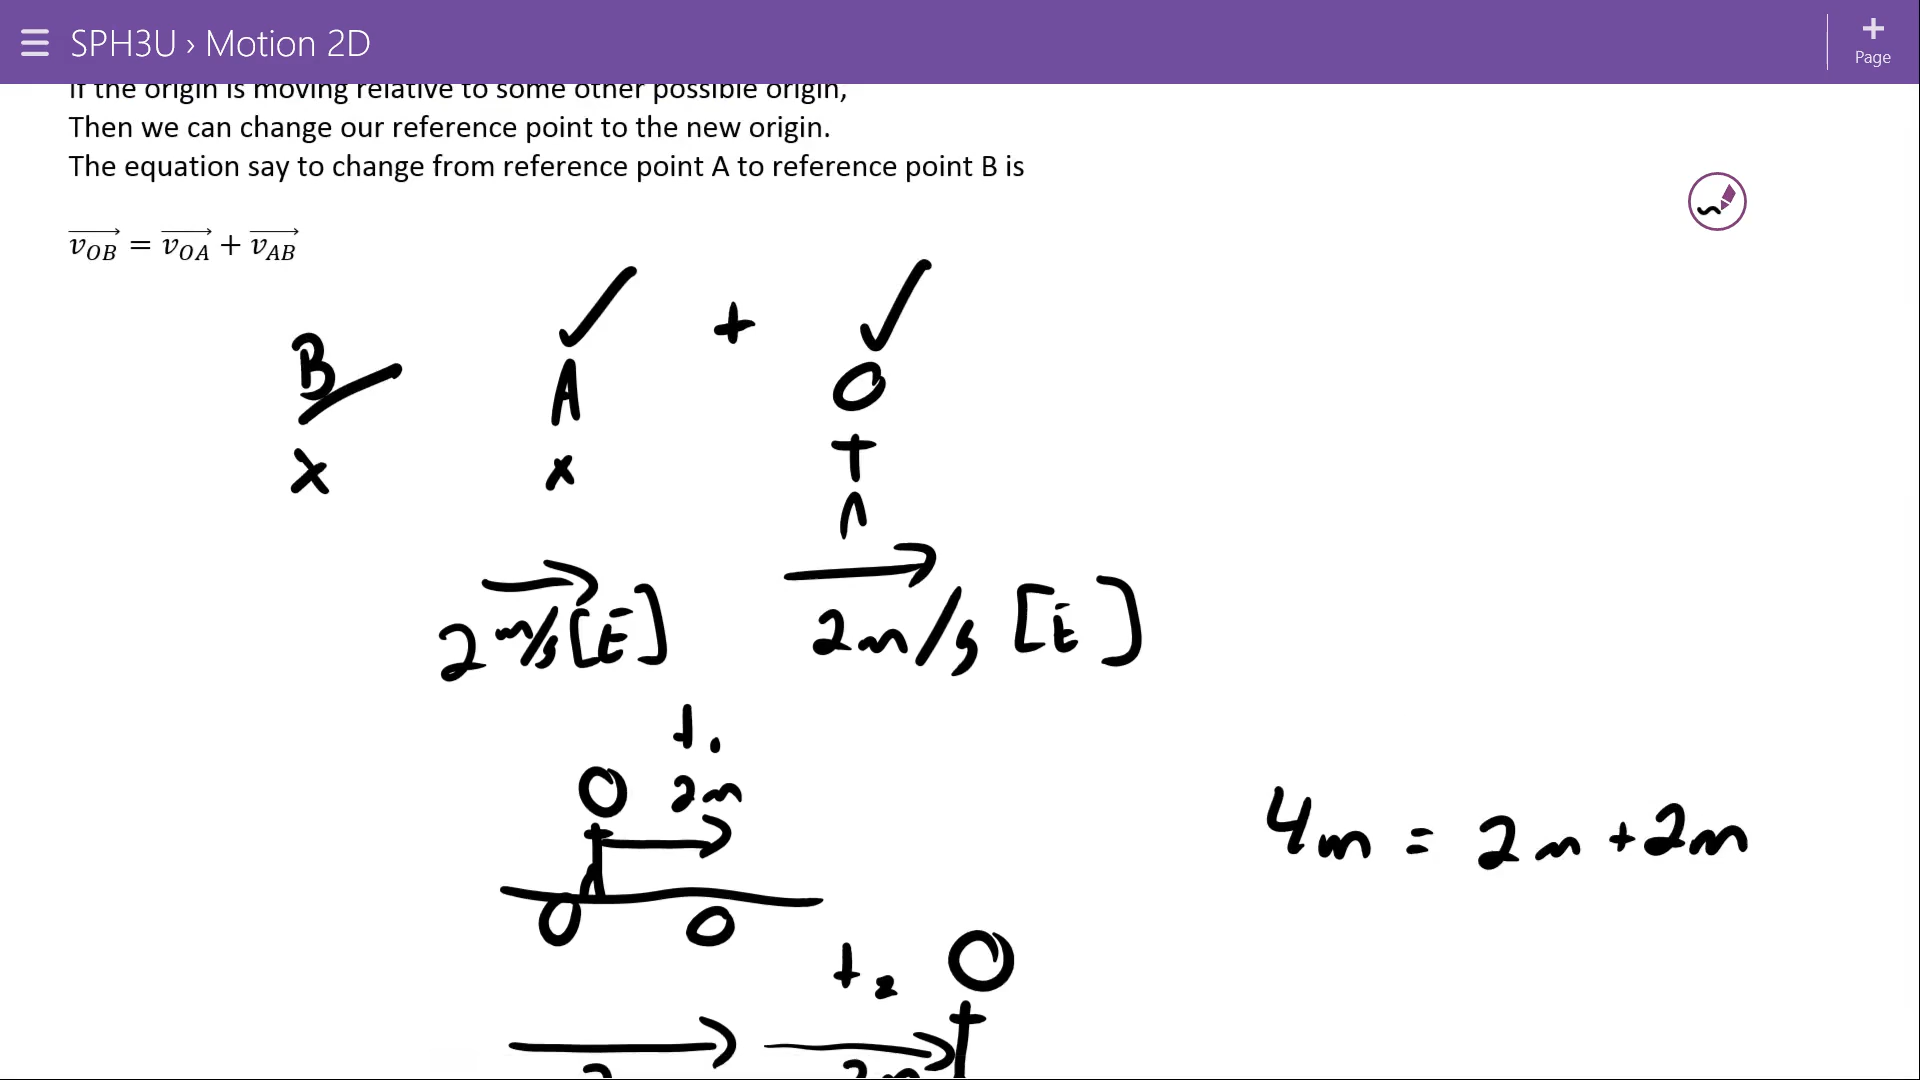 SPH3U › Motion 2D
+
Page
If the origin is moving relative to some other possible origin,
Then we can change our reference point to the new origin.
The equation say to change from reference point A to reference point B is
v_OB = v_OA + v_AB
+
B A O
x x
2 m/s [E] 2m/s [E]
t1
O 2m
4m = 2m + 2m
t2 O
2m